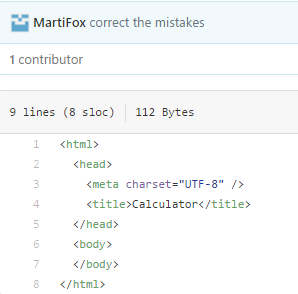 MartiFox correct the mistakes
1 contributor
9 lines (8 sloc) 112 Bytes
1 <html>
2 <head>
3 <meta charset="UTF-8" />
4 <title>Calculator</title>
5 </head>
6 <body>
7 </body>
8 </html>